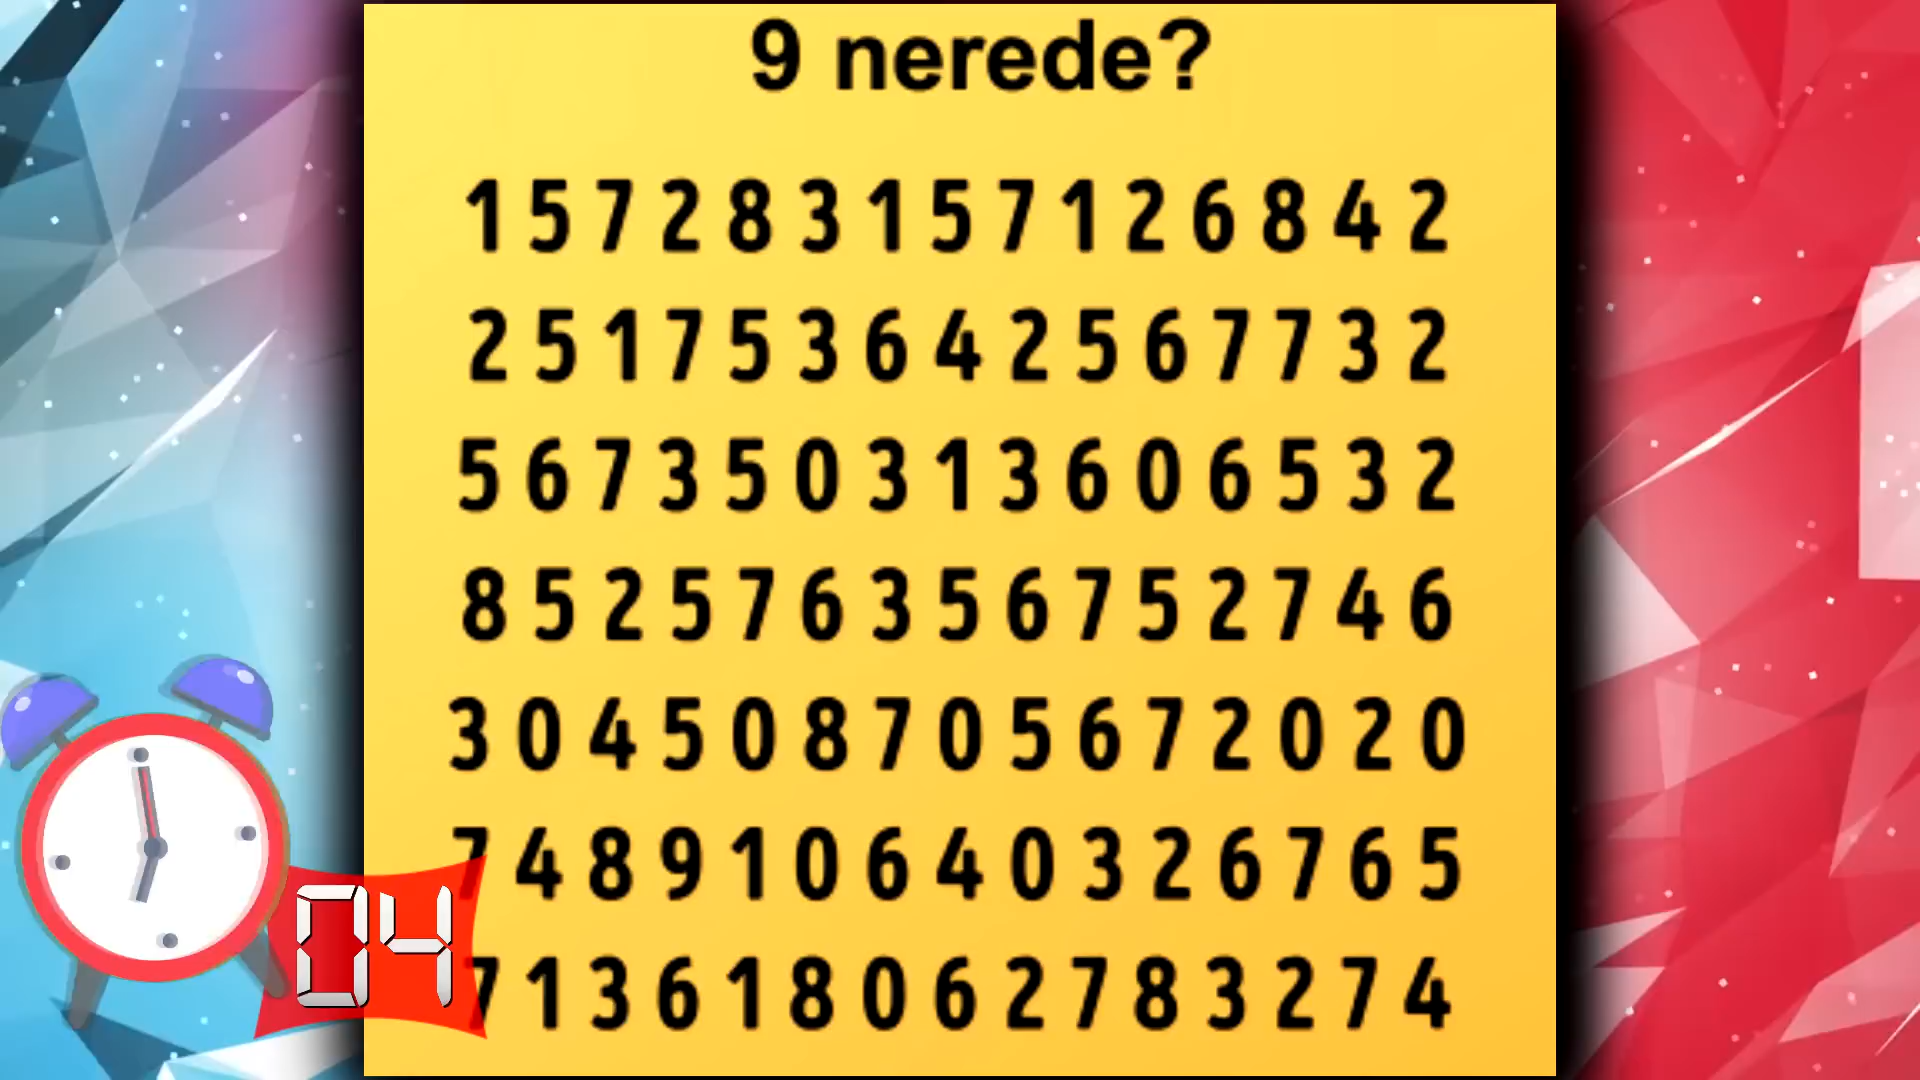 9 nerede?
1 5 7 2 8 3 1 5 7 1 2 6 8 4 2
2 5 1 7 5 3 6 4 2 5 6 7 7 3 2
5 6 7 3 5 0 3 1 3 6 0 6 5 3 2
8 5 2 5 7 6 3 5 6 7 5 2 7 4 6
3 0 4 5 0 8 7 0 5 6 7 2 0 2 0
7 4 8 9 1 0 6 4 0 3 2 6 7 6 5
7 1 3 6 1 8 0 6 2 7 8 3 2 7 4
04